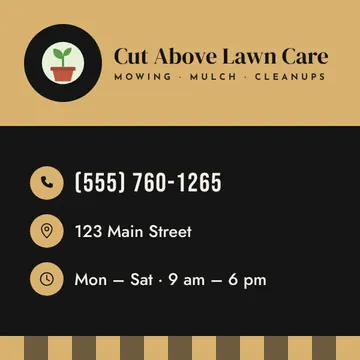 Cut Above Lawn Care
MOWING · MULCH · CLEANUPS
(555) 760-1265
123 Main Street
Mon – Sat · 9 am – 6 pm